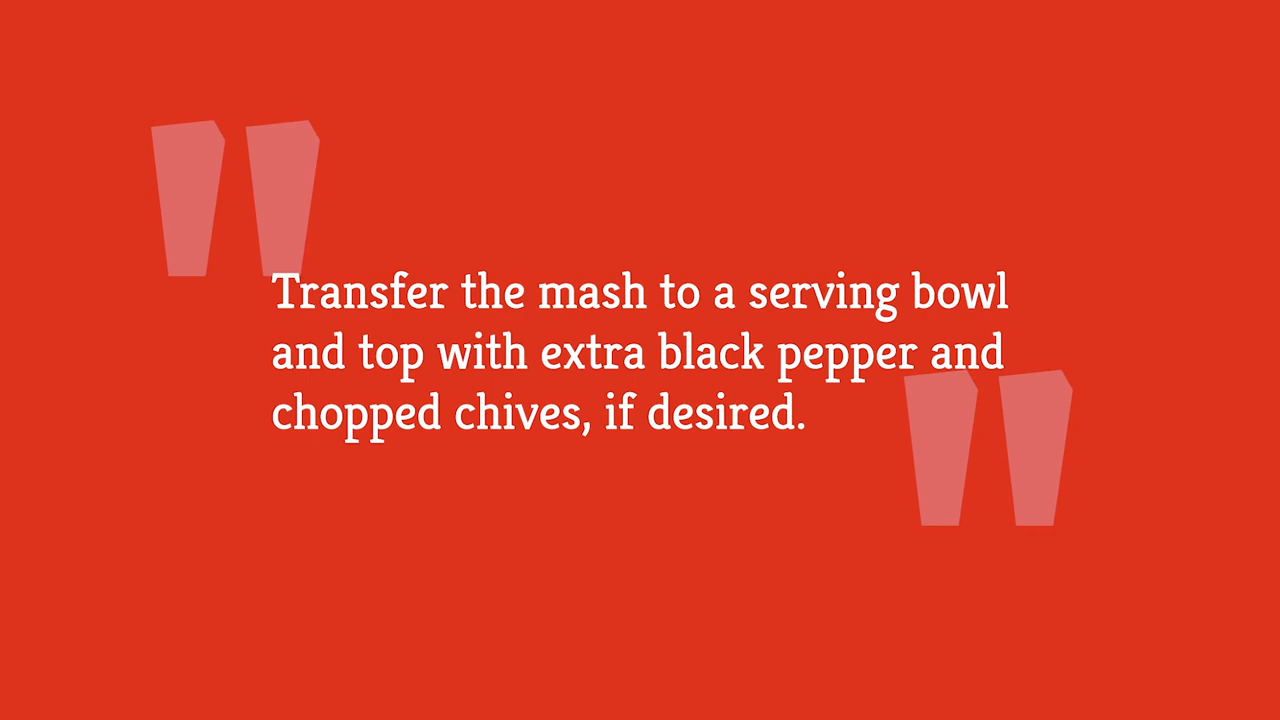 Transfer the mash to a serving bowl
and top with extra black pepper and
chopped chives, if desired.